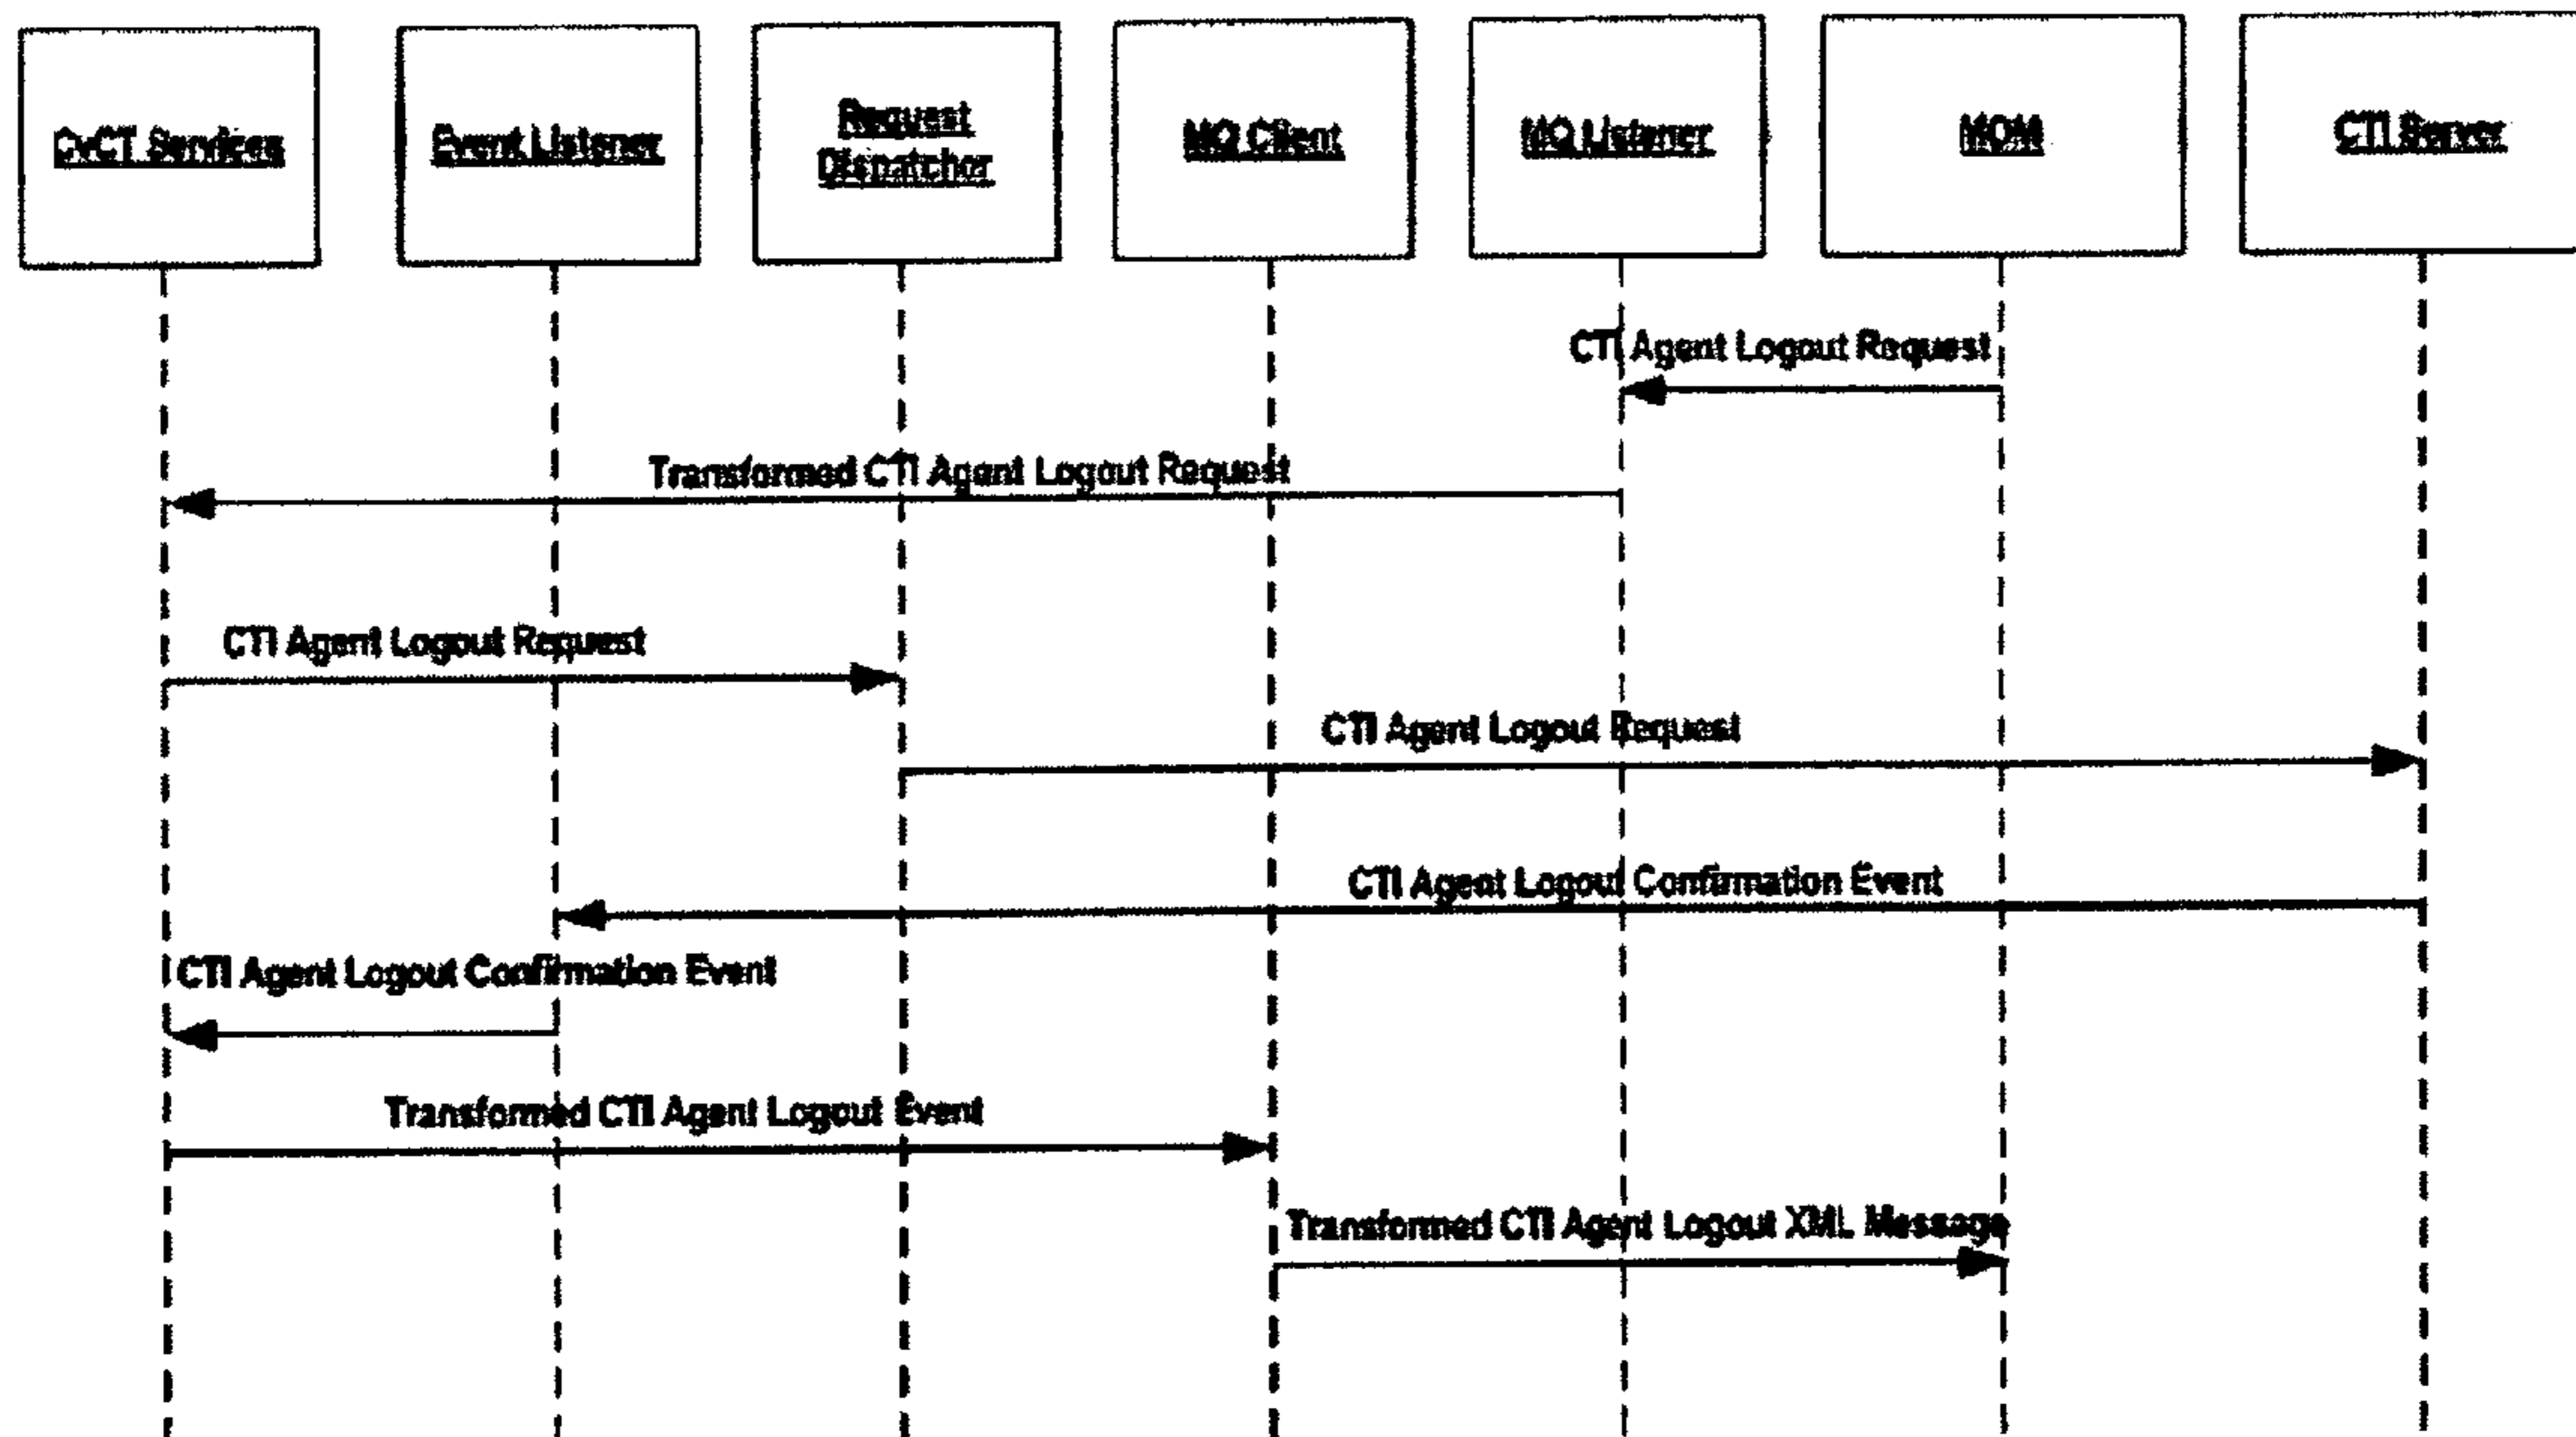 CvCT Services
Event Listener
Request
Dispatcher
MQ Client
MQ Listener
MOM
CTI Server
CTI Agent Logout Request
Transformed CTI Agent Logout Request
CTI Agent Logout Request
CTI Agent Logout Request
CTI Agent Logout Confirmation Event
CTI Agent Logout Confirmation Event
Transformed CTI Agent Logout Event
Transformed CTI Agent Logout XML Message